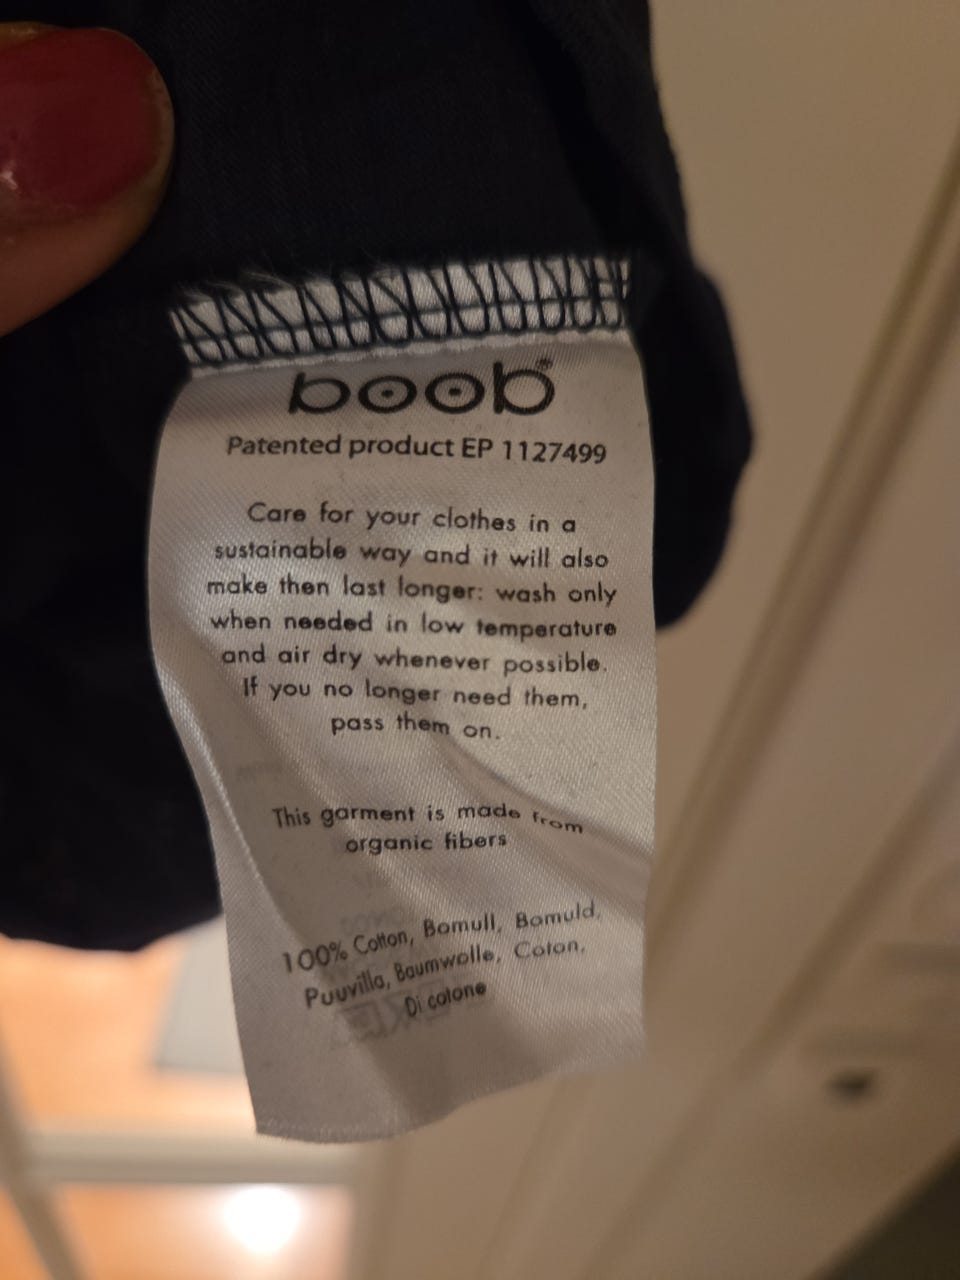 boob®
Patented product EP 1127499
Care for your clothes in a
sustainable way and it will also
make then last longer: wash only
when needed in low temperature
and air dry whenever possible.
If you no longer need them,
pass them on.
This garment is made from
organic fibers
100% Cotton, Bomull, Bomuld,
Puuvilla, Baumwolle, Coton,
Di cotone